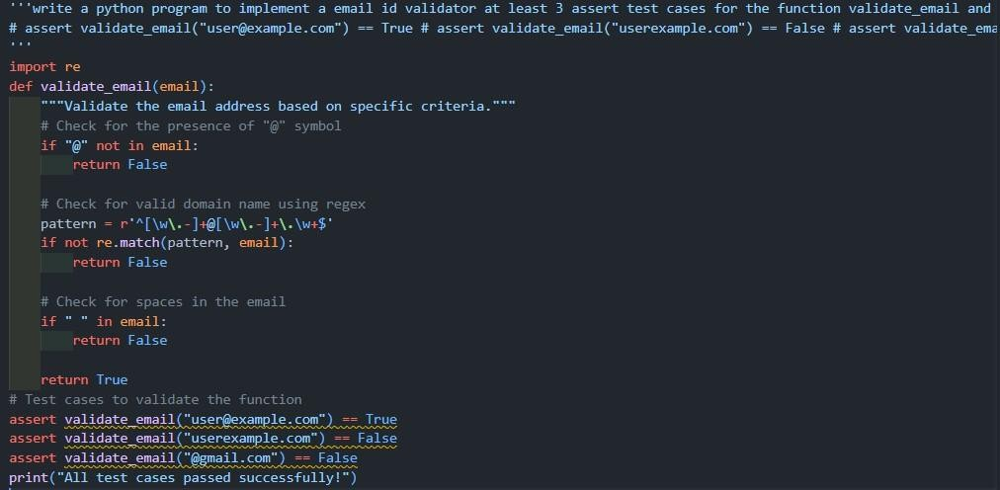 '''write a python program to implement a email id validator at least 3 assert test cases for the function validate_email and
# assert validate_email("user@example.com") == True # assert validate_email("userexample.com") == False # assert validate_ema
'''
import re
def validate_email(email):
    """Validate the email address based on specific criteria."""
    # Check for the presence of "@" symbol
    if "@" not in email:
        return False

    # Check for valid domain name using regex
    pattern = r'^[\w\.-]+@[\w\.-]+\.\w+$'
    if not re.match(pattern, email):
        return False

    # Check for spaces in the email
    if " " in email:
        return False

    return True
# Test cases to validate the function
assert validate_email("user@example.com") == True
assert validate_email("userexample.com") == False
assert validate_email("@gmail.com") == False
print("All test cases passed successfully!")